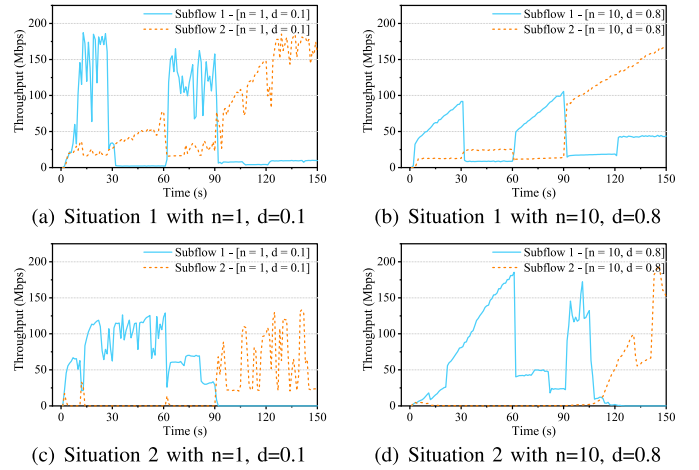 Subflow 1 - [n = 1, d = 0.1]
Subflow 2 - [n = 1, d = 0.1]
Throughput (Mbps)
200
150
100
50
0
0 30 60 90 120 150
Time (s)
(a) Situation 1 with n=1, d=0.1
Subflow 1 - [n = 10, d = 0.8]
Subflow 2 - [n = 10, d = 0.8]
Throughput (Mbps)
200
150
100
50
0
0 30 60 90 120 150
Time (s)
(b) Situation 1 with n=10, d=0.8
Subflow 1 - [n = 1, d = 0.1]
Subflow 2 - [n = 1, d = 0.1]
Throughput (Mbps)
200
150
100
50
0
0 30 60 90 120 150
Time (s)
(c) Situation 2 with n=1, d=0.1
Subflow 1 - [n = 10, d = 0.8]
Subflow 2 - [n = 10, d = 0.8]
Throughput (Mbps)
200
150
100
50
0
0 30 60 90 120 150
Time (s)
(d) Situation 2 with n=10, d=0.8